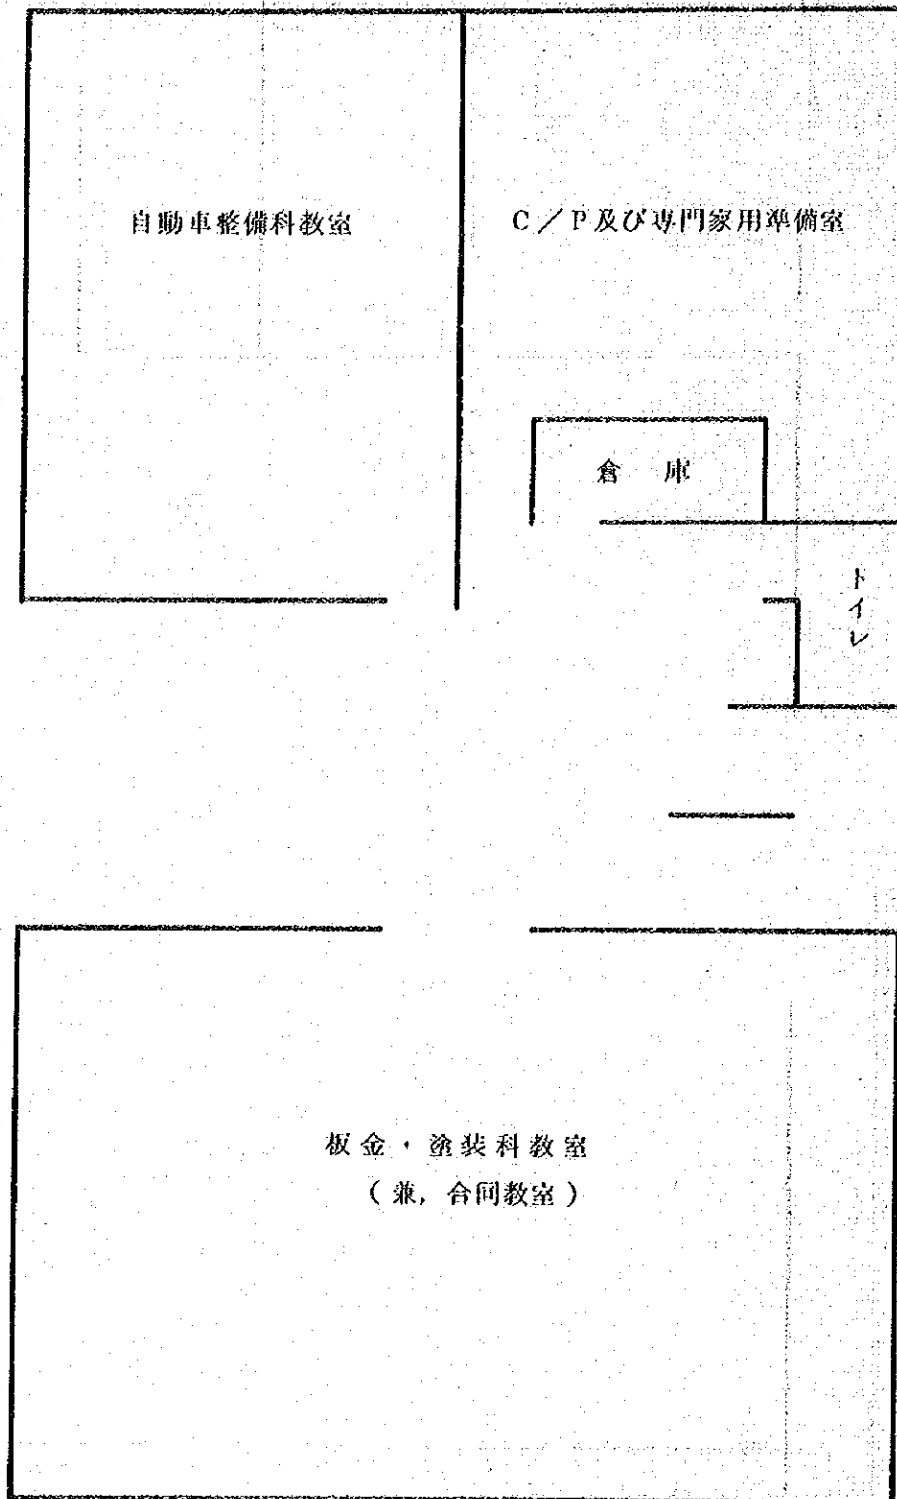 自動車整備科教室
C／P及び専門家用準備室
倉　庫
トイレ
板金・塗装科教室
（兼，合同教室）